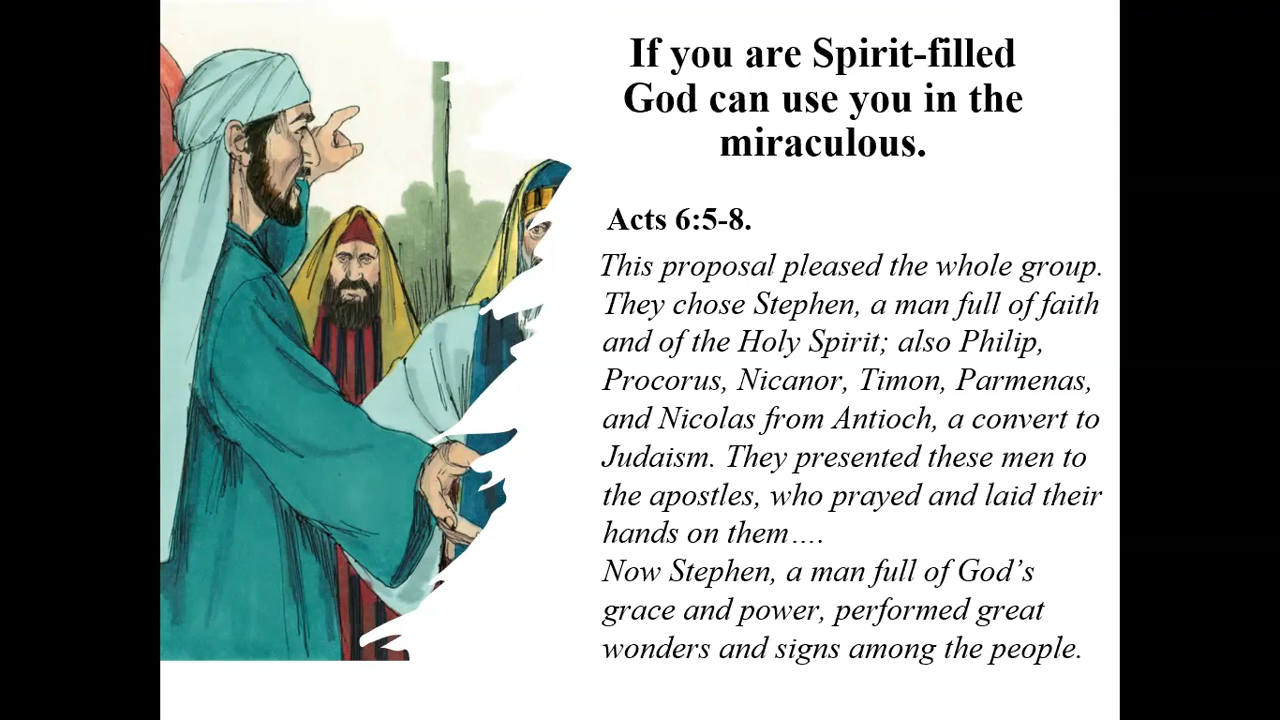 If you are Spirit-filled
God can use you in the
miraculous.
Acts 6:5-8.
This proposal pleased the whole group.
They chose Stephen, a man full of faith
and of the Holy Spirit; also Philip,
Procorus, Nicanor, Timon, Parmenas,
and Nicolas from Antioch, a convert to
Judaism. They presented these men to
the apostles, who prayed and laid their
hands on them….
Now Stephen, a man full of God’s
grace and power, performed great
wonders and signs among the people.